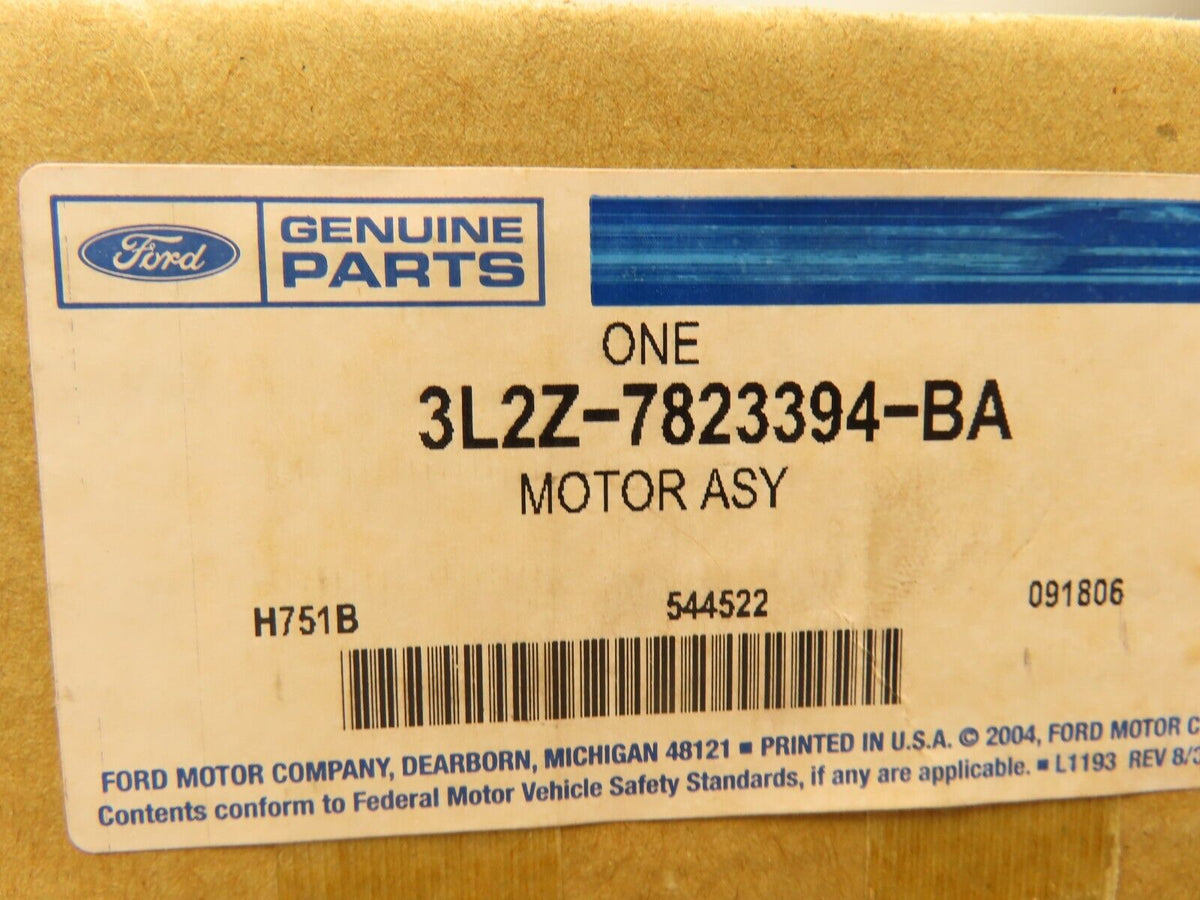 Ford
GENUINE
PARTS
ONE
3L2Z-7823394-BA
MOTOR ASY
H751B 544522 091806
FORD MOTOR COMPANY, DEARBORN, MICHIGAN 48121 ▪ PRINTED IN U.S.A. © 2004, FORD MOTOR
Contents conform to Federal Motor Vehicle Safety Standards, if any are applicable. ▪ L1193 REV 8/